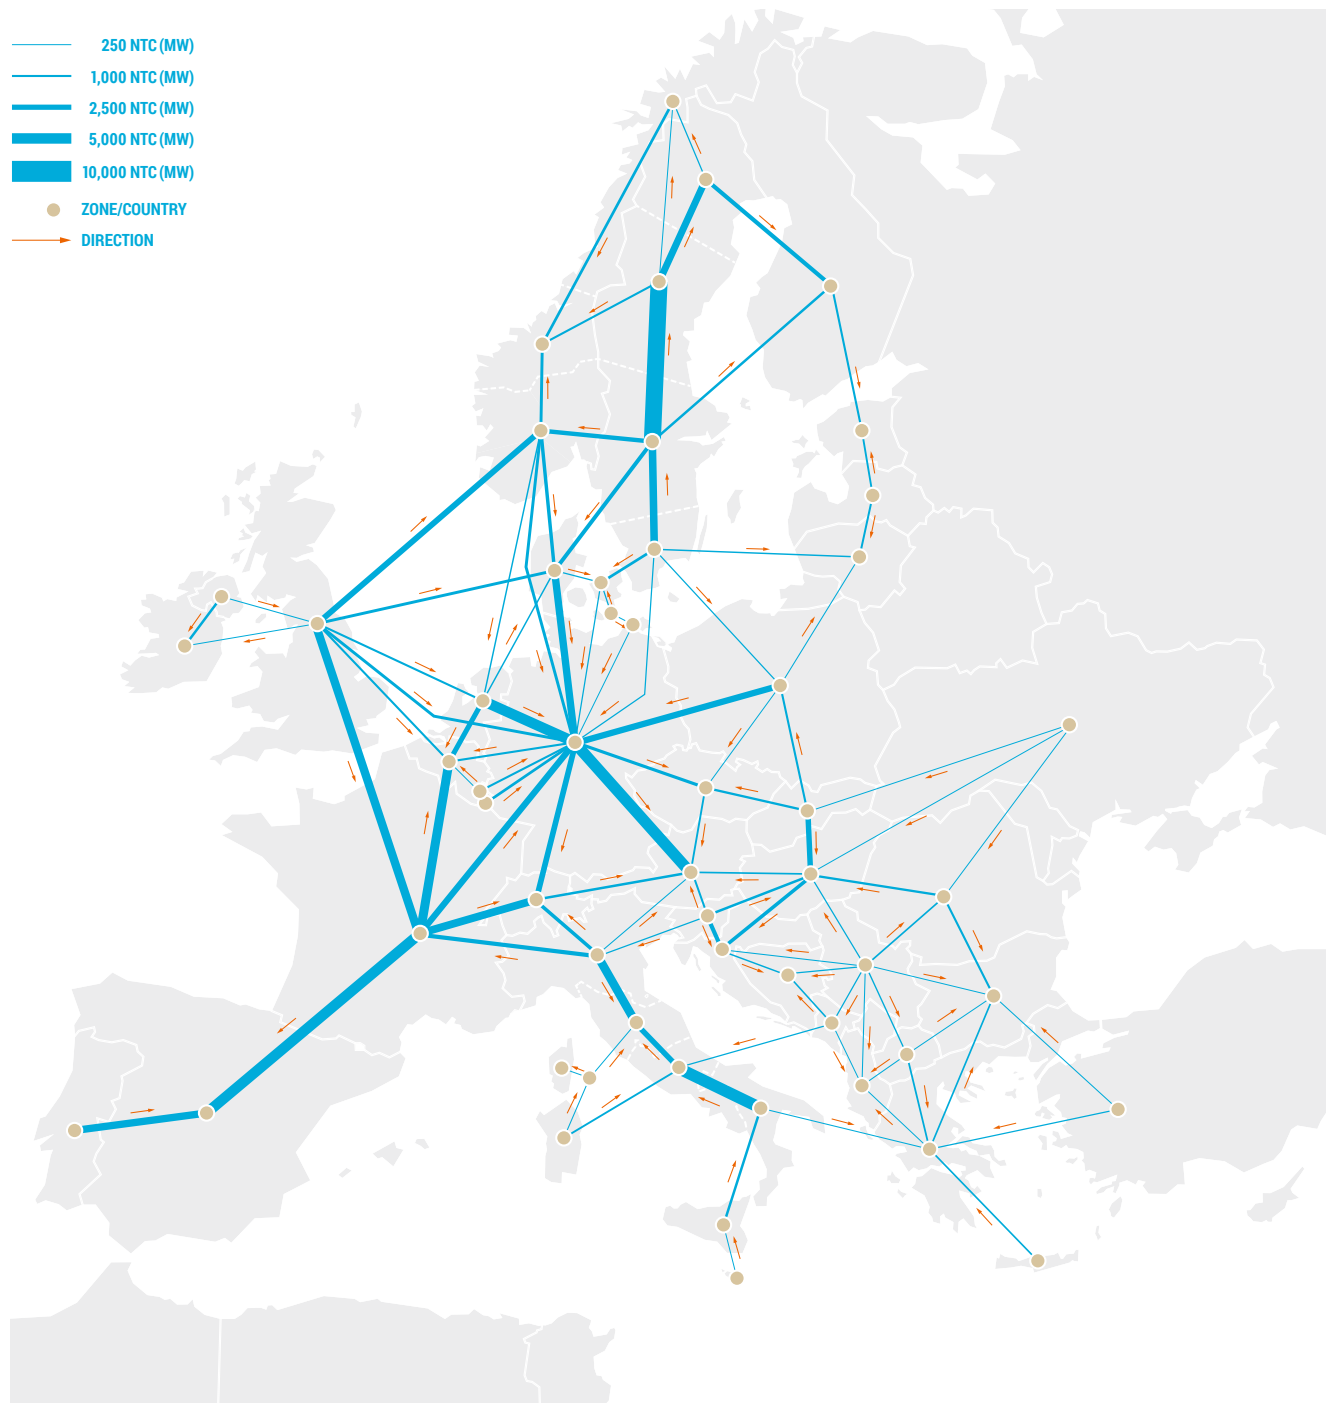 250 NTC (MW)
1,000 NTC (MW)
2,500 NTC (MW)
5,000 NTC (MW)
10,000 NTC (MW)
ZONE/COUNTRY
DIRECTION